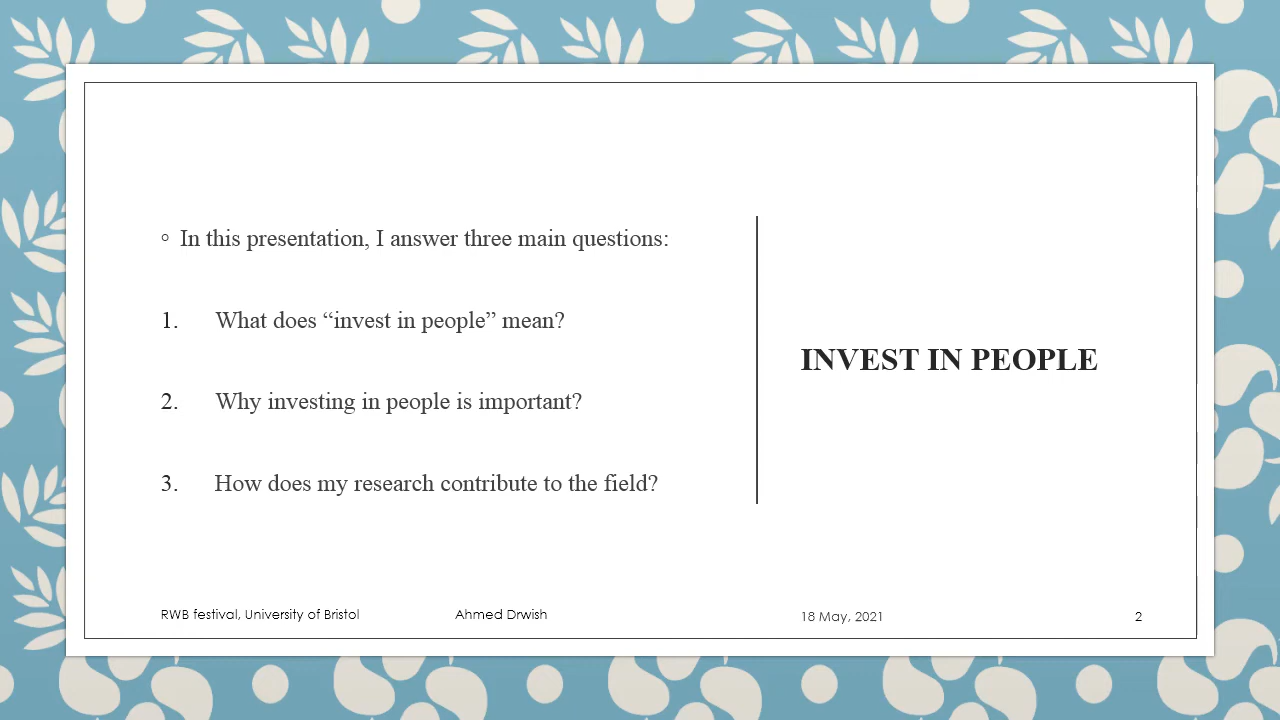 ◦ In this presentation, I answer three main questions:
1. What does “invest in people” mean?
2. Why investing in people is important?
3. How does my research contribute to the field?
INVEST IN PEOPLE
RWB festival, University of Bristol Ahmed Drwish 18 May, 2021 2